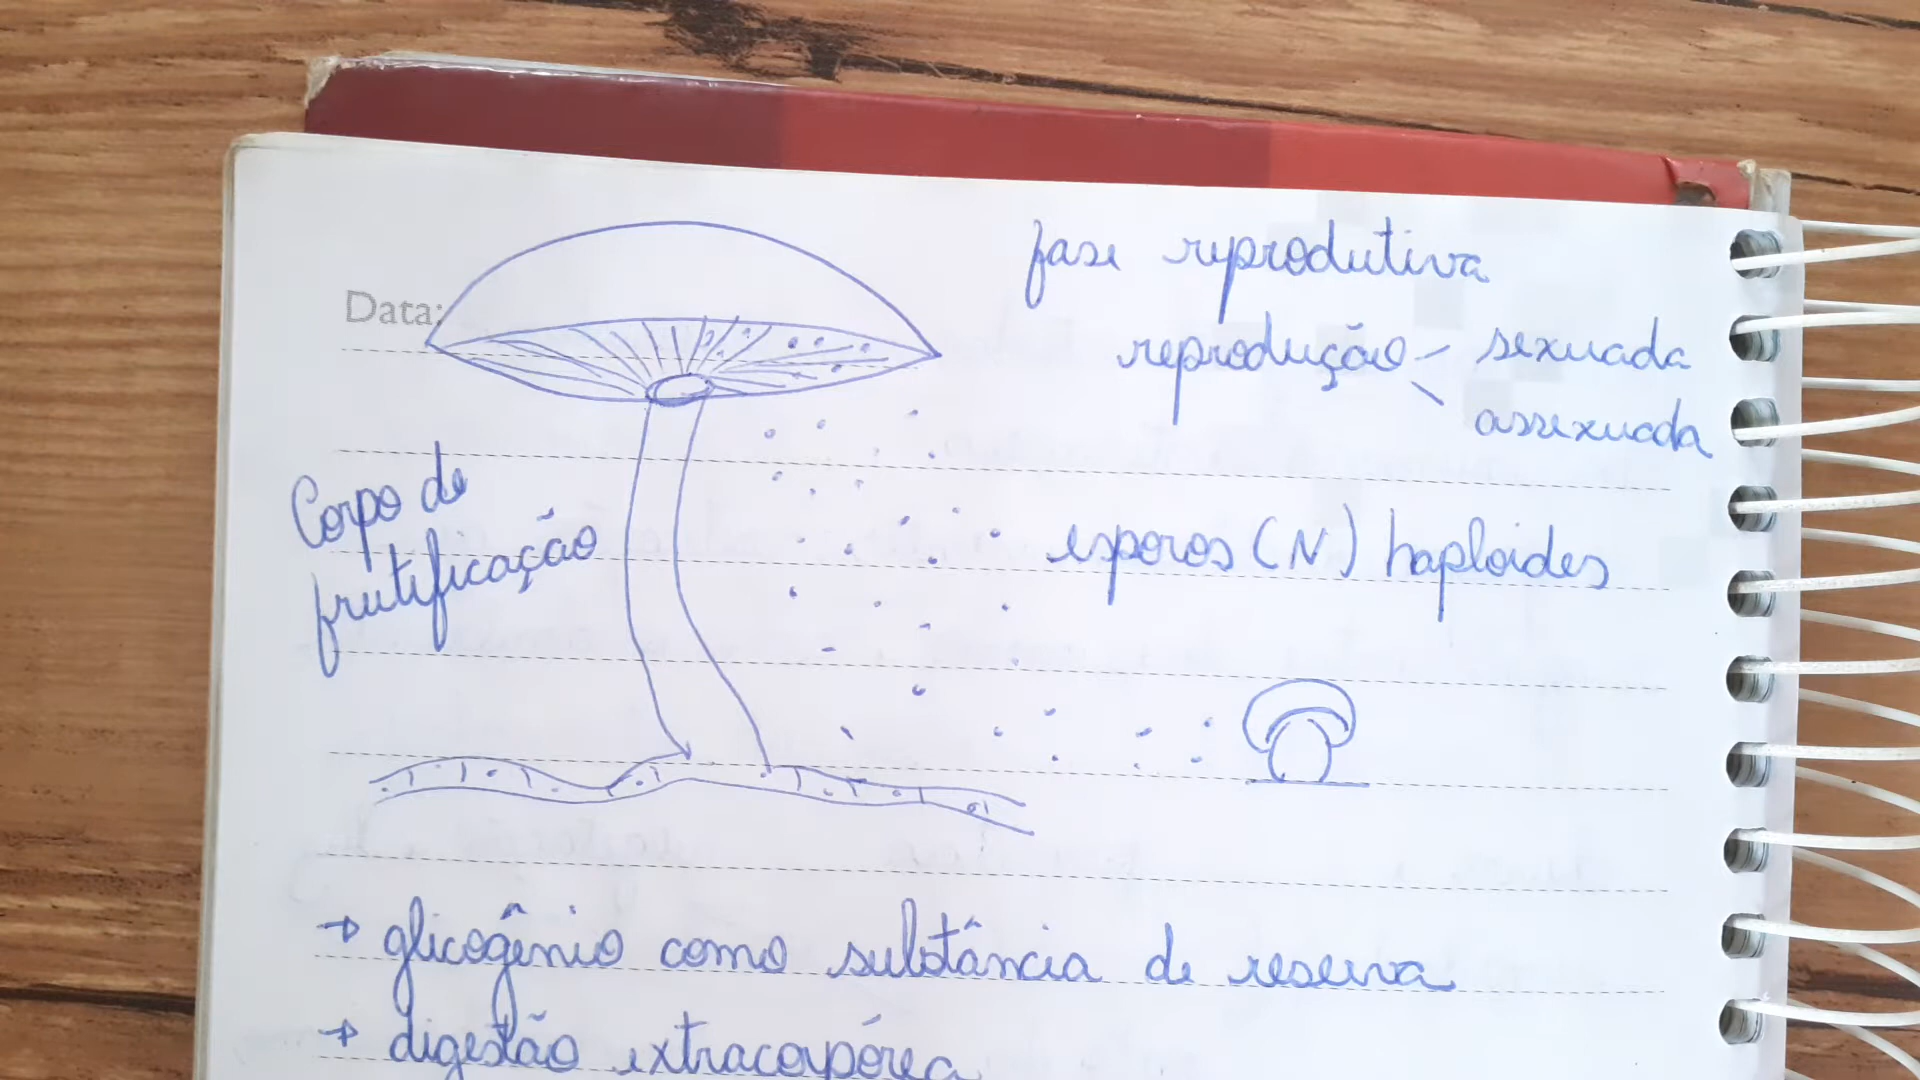 Data:
fase reprodutiva
reprodução - sexuada
assexuada
Corpo de
frutificação
esporos (N) haploides
→ glicogênio como substância de reserva
→ digestão extracorpórea